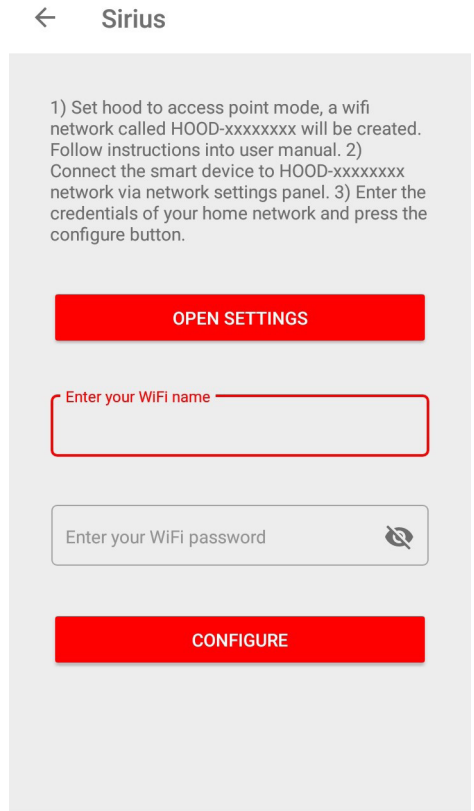 Sirius
1) Set hood to access point mode, a wifi
network called HOOD-xxxxxxxx will be created.
Follow instructions into user manual. 2)
Connect the smart device to HOOD-xxxxxxxx
network via network settings panel. 3) Enter the
credentials of your home network and press the
configure button.
OPEN SETTINGS
Enter your WiFi name
Enter your WiFi password
CONFIGURE